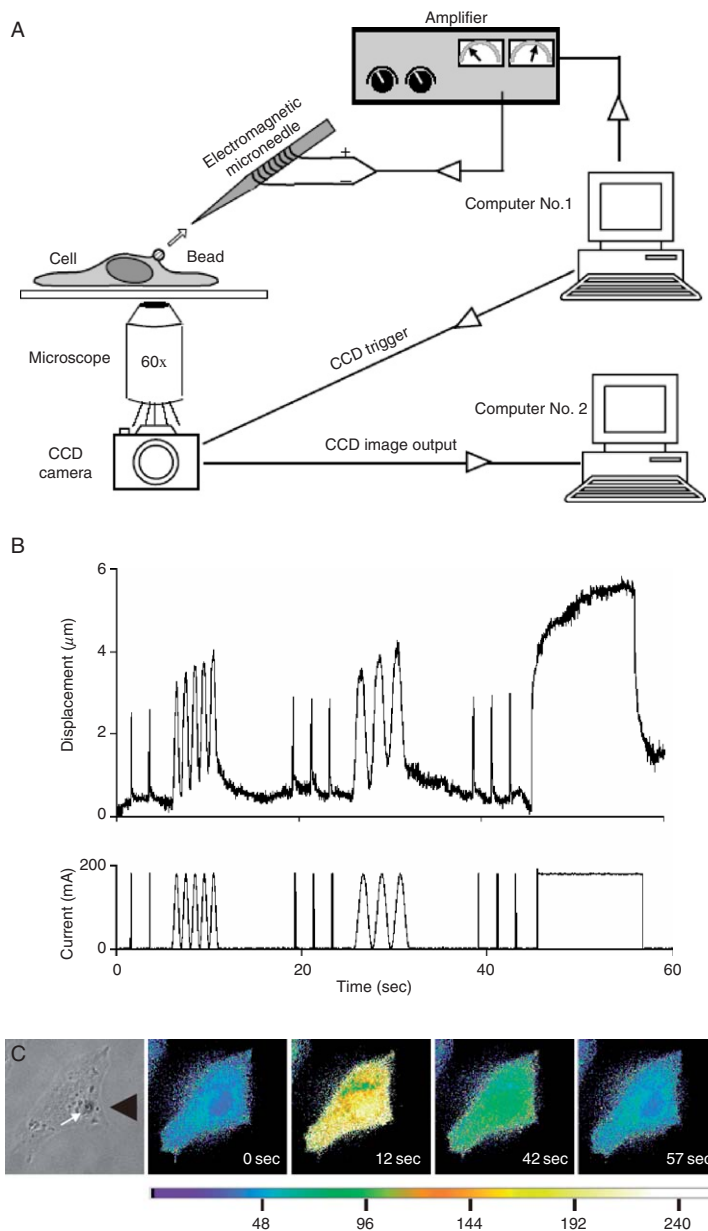 A
Amplifier
Electromagnetic
microneedle
+
–
Computer No.1
Cell
Bead
Microscope
60x
CCD trigger
Computer No. 2
CCD
camera
CCD image output
B
6
4
2
0
Displacement (μm)
200
0
Current (mA)
0
20
40
60
Time (sec)
C
0 sec
12 sec
42 sec
57 sec
48
96
144
192
240